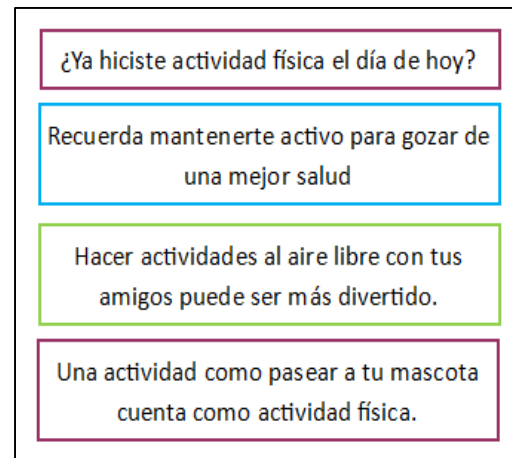 ¿Ya hiciste actividad física el día de hoy?
Recuerda mantenerte activo para gozar de
una mejor salud
Hacer actividades al aire libre con tus
amigos puede ser más divertido.
Una actividad como pasear a tu mascota
cuenta como actividad física.